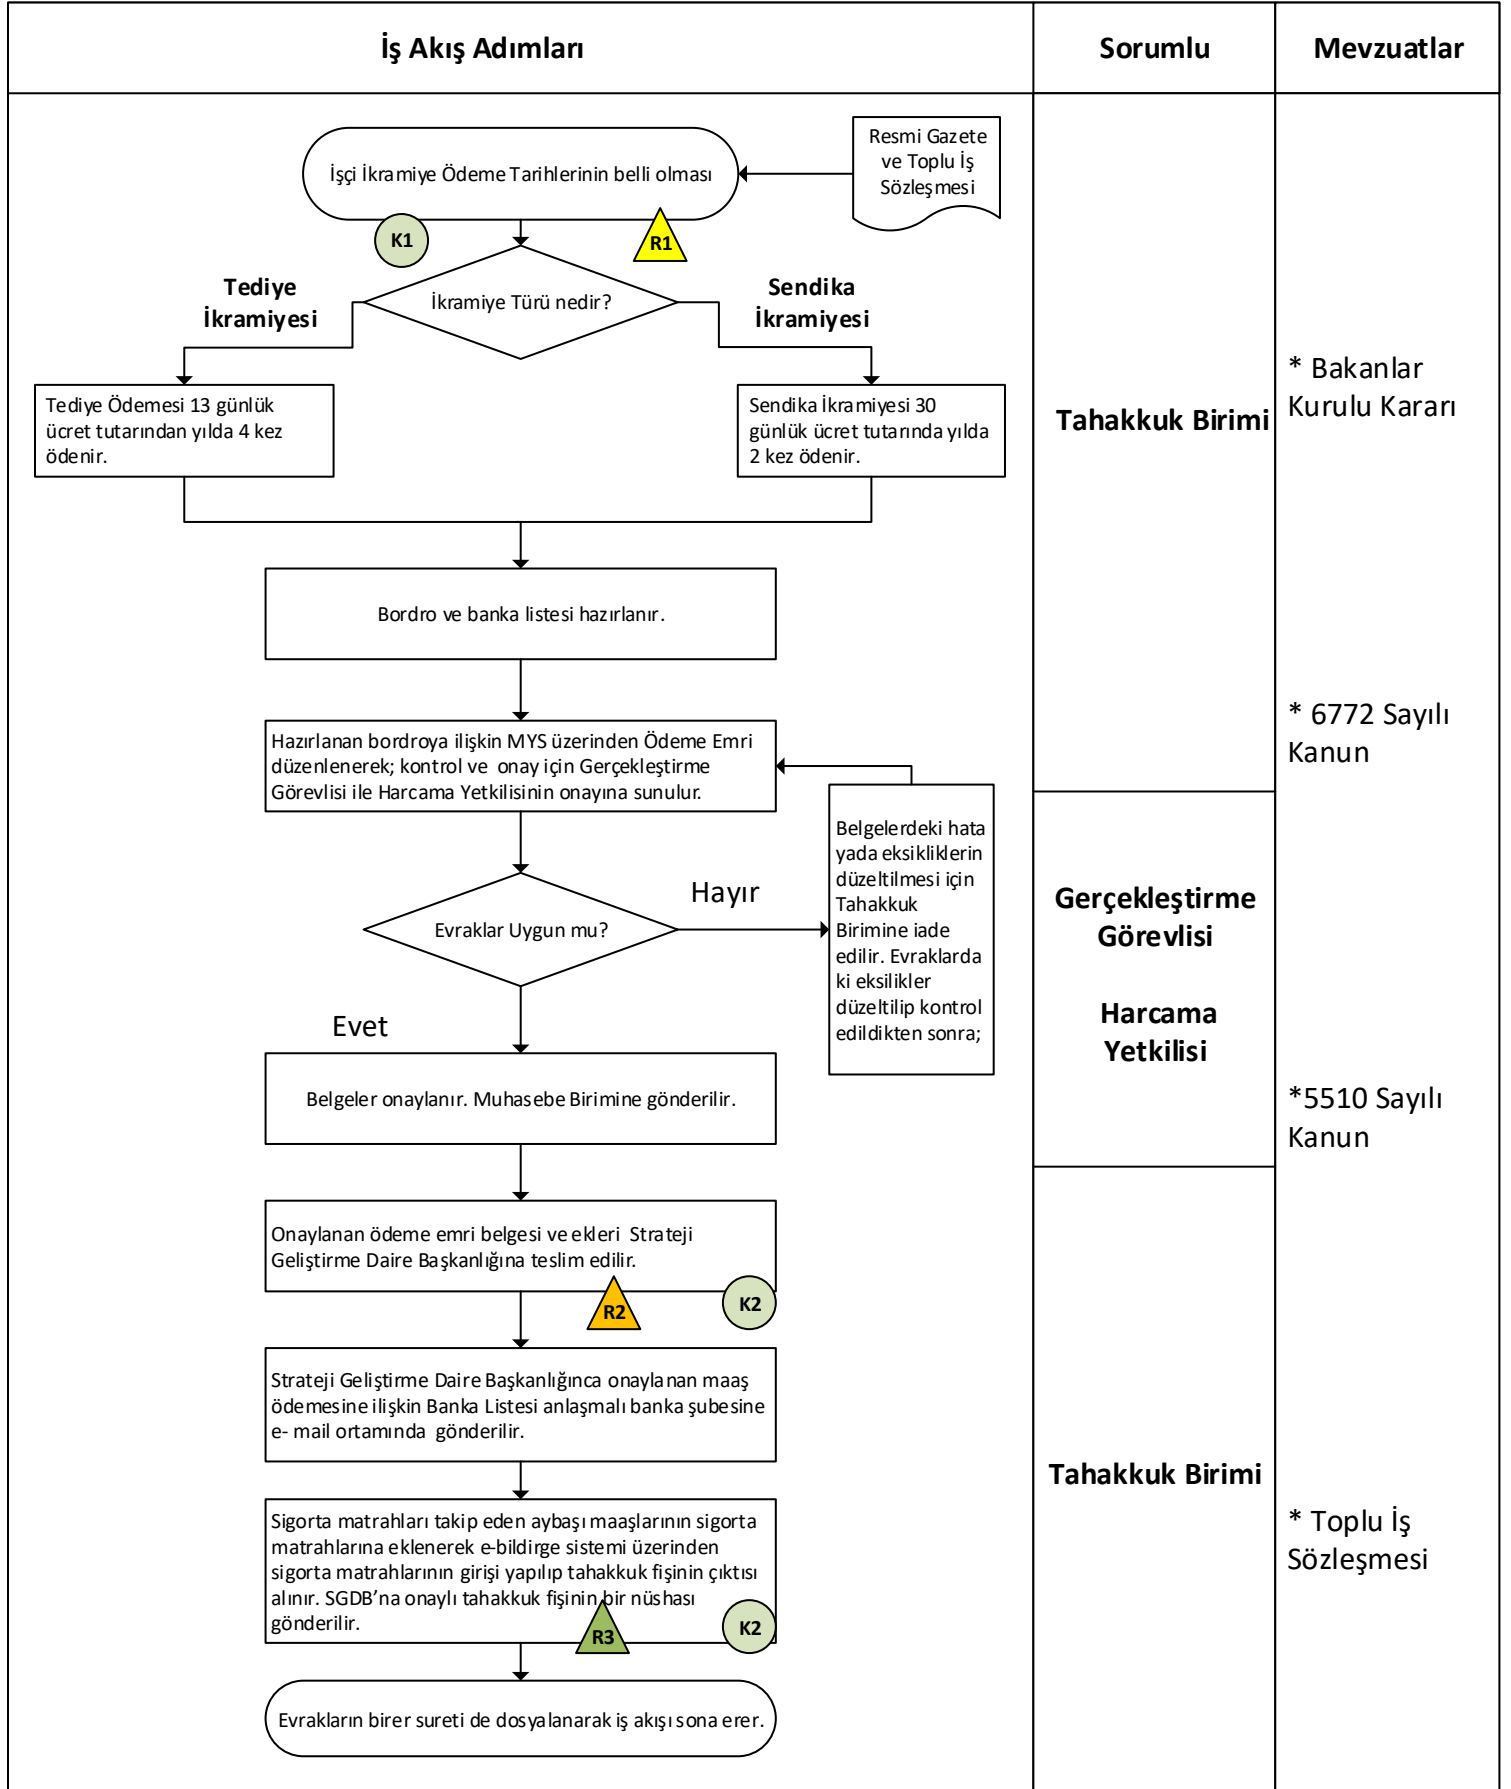 İş Akış Adımları
Sorumlu
Mevzuatlar
Resmi Gazete
ve Toplu İş
Sözleşmesi
İşçi İkramiye Ödeme Tarihlerinin belli olması
K1
R1
İkramiye Türü nedir?
Tediye
İkramiyesi
Sendika
İkramiyesi
Tediye Ödemesi 13 günlük
ücret tutarından yılda 4 kez
ödenir.
Sendika İkramiyesi 30
günlük ücret tutarında yılda
2 kez ödenir.
Tahakkuk Birimi
* Bakanlar
Kurulu Kararı
Bordro ve banka listesi hazırlanır.
* 6772 Sayılı
Kanun
Hazırlanan bordroya ilişkin MYS üzerinden Ödeme Emri
düzenlenerek; kontrol ve onay için Gerçekleştirme
Görevlisi ile Harcama Yetkilisinin onayına sunulur.
Evraklar Uygun mu?
Hayır
Belgelerdeki hata
yada eksikliklerin
düzeltilmesi için
Tahakkuk
Birimine iade
edilir. Evraklarda
ki eksilikler
düzeltilip kontrol
edildikten sonra;
Gerçekleştirme
Görevlisi
Harcama
Yetkilisi
Evet
Belgeler onaylanır. Muhasebe Birimine gönderilir.
*5510 Sayılı
Kanun
Onaylanan ödeme emri belgesi ve ekleri Strateji
Geliştirme Daire Başkanlığına teslim edilir.
R2
K2
Strateji Geliştirme Daire Başkanlığınca onaylanan maaş
ödemesine ilişkin Banka Listesi anlaşmalı banka şubesine
e- mail ortamında gönderilir.
Tahakkuk Birimi
Sigorta matrahları takip eden aybaşı maaşlarının sigorta
matrahlarına eklenerek e-bildirge sistemi üzerinden
sigorta matrahlarının girişi yapılıp tahakkuk fişinin çıktısı
alınır. SGDB’na onaylı tahakkuk fişinin bir nüshası
gönderilir.
R3
K2
* Toplu İş
Sözleşmesi
Evrakların birer sureti de dosyalanarak iş akışı sona erer.